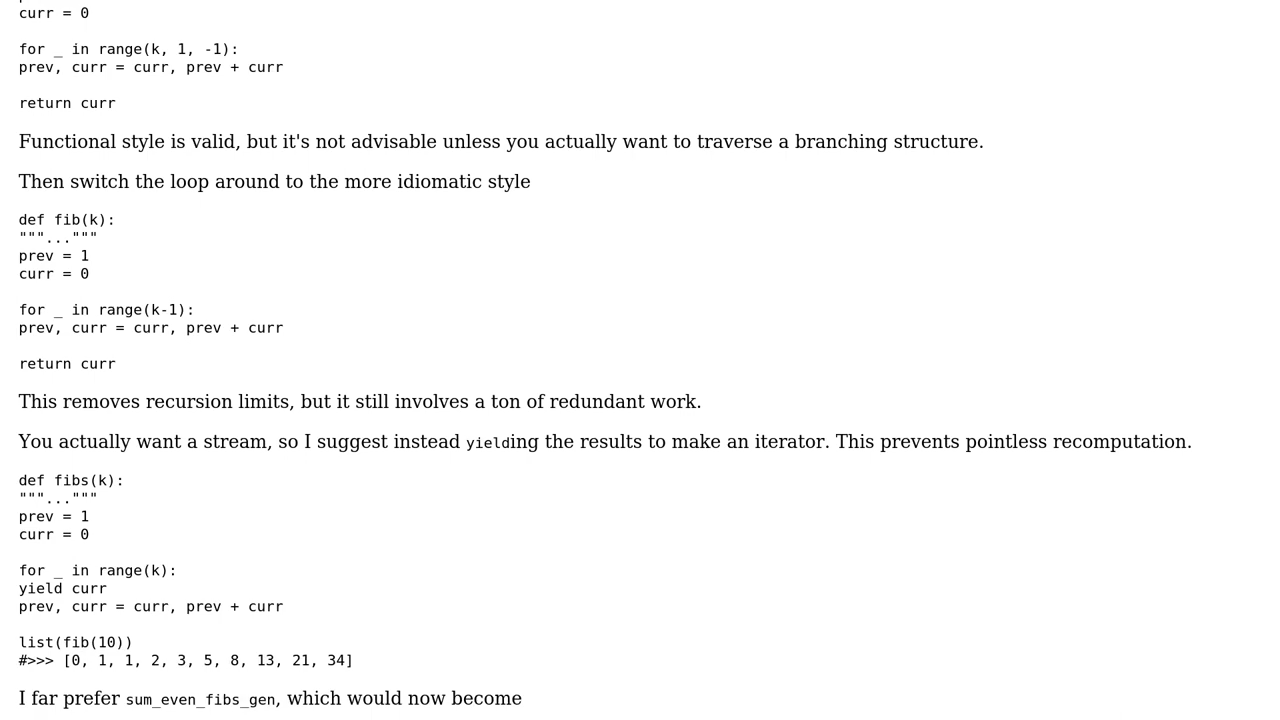 curr = 0
for _ in range(k, 1, -1):
prev, curr = curr, prev + curr
return curr
Functional style is valid, but it's not advisable unless you actually want to traverse a branching structure.
Then switch the loop around to the more idiomatic style
def fib(k):
"""..."""
prev = 1
curr = 0
for _ in range(k-1):
prev, curr = curr, prev + curr
return curr
This removes recursion limits, but it still involves a ton of redundant work.
You actually want a stream, so I suggest instead yielding the results to make an iterator. This prevents pointless recomputation.
def fibs(k):
"""..."""
prev = 1
curr = 0
for _ in range(k):
yield curr
prev, curr = curr, prev + curr
list(fib(10))
#>>> [0, 1, 1, 2, 3, 5, 8, 13, 21, 34]
I far prefer sum_even_fibs_gen, which would now become